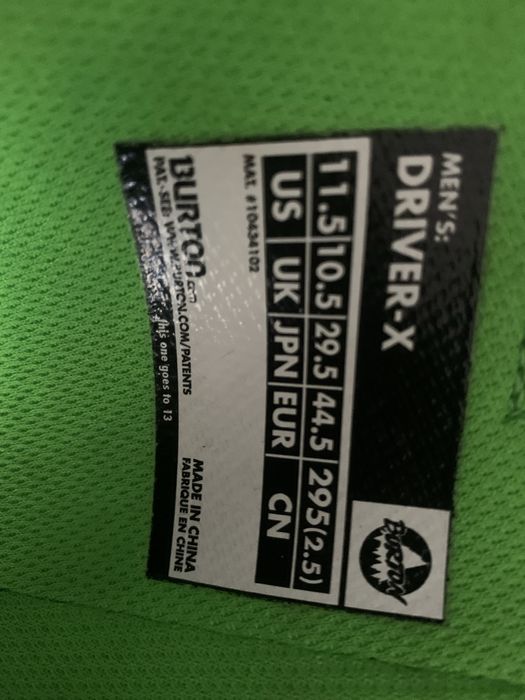 MEN'S:
DRIVER-X
BURTON
11.5 10.5 29.5 44.5 295(2.5)
US UK JPN EUR CN
MAT. #10434102
BURTON.COM
PAT.-SEE: WWW.BURTON.COM/PATENTS
MADE IN CHINA
FABRIQUE EN CHINE
this one goes to 13